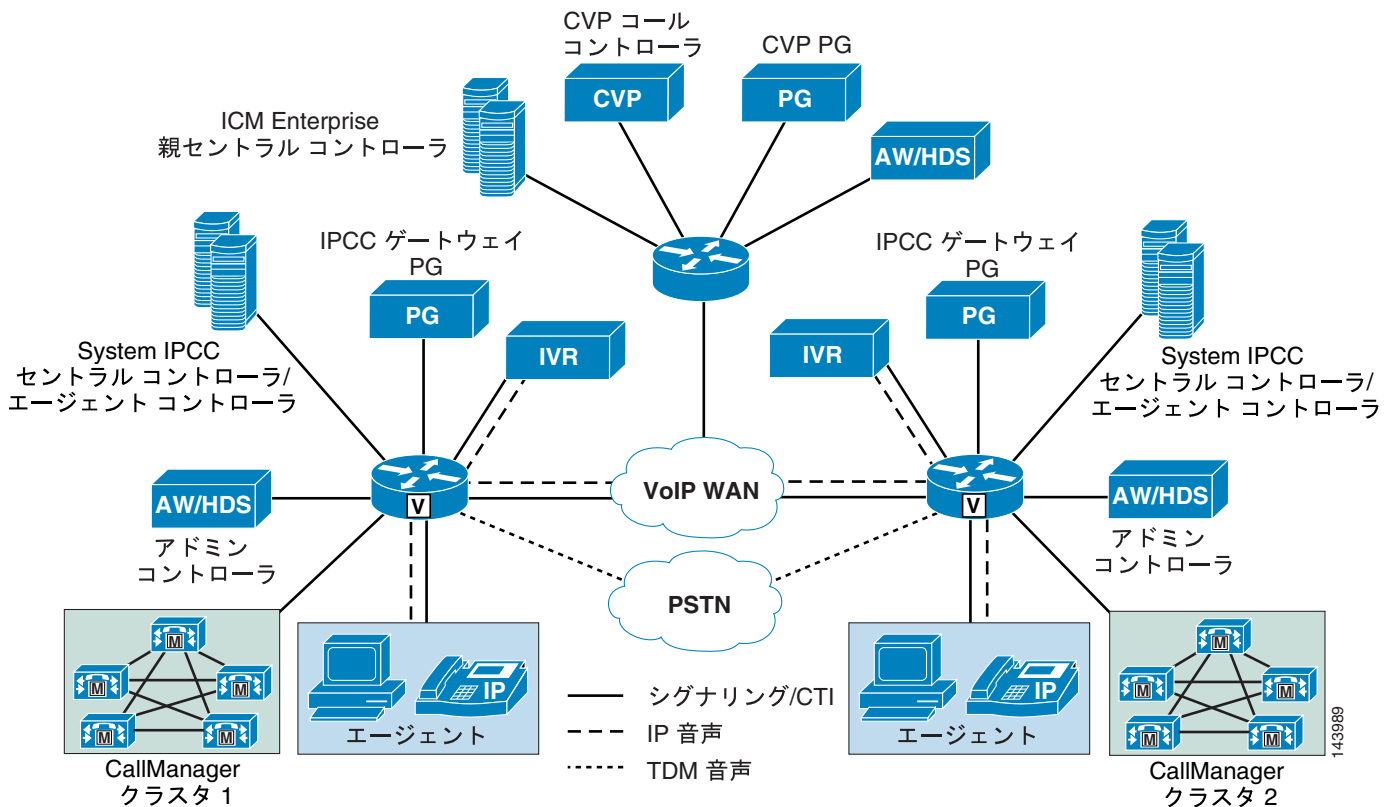 CVP コール
コントローラ
CVP
CVP PG
PG
AW/HDS
ICM Enterprise
親セントラル コントローラ
IPCC ゲートウェイ
PG
PG
IVR
System IPCC
セントラル コントローラ/
エージェント コントローラ
IPCC ゲートウェイ
PG
PG
IVR
System IPCC
セントラル コントローラ/
エージェント コントローラ
AW/HDS
アドミン
コントローラ
V
VoIP WAN
V
AW/HDS
アドミン
コントローラ
PSTN
M
M
M
M
M
CallManager
クラスタ 1
IP
エージェント
シグナリング/CTI
IP 音声
TDM 音声
IP
エージェント
M
M
M
M
M
CallManager
クラスタ 2
143989